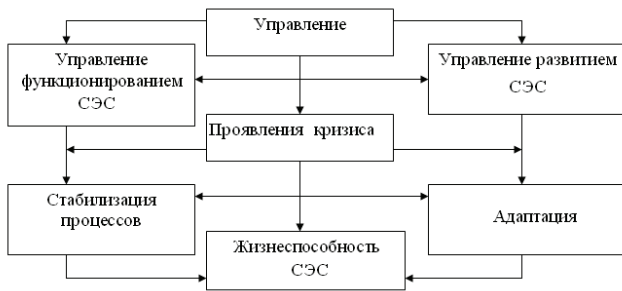 Управление
Управление
функционированием
СЭС
Управление развитием
СЭС
Проявления кризиса
Стабилизация
процессов
Адаптация
Жизнеспособность
СЭС